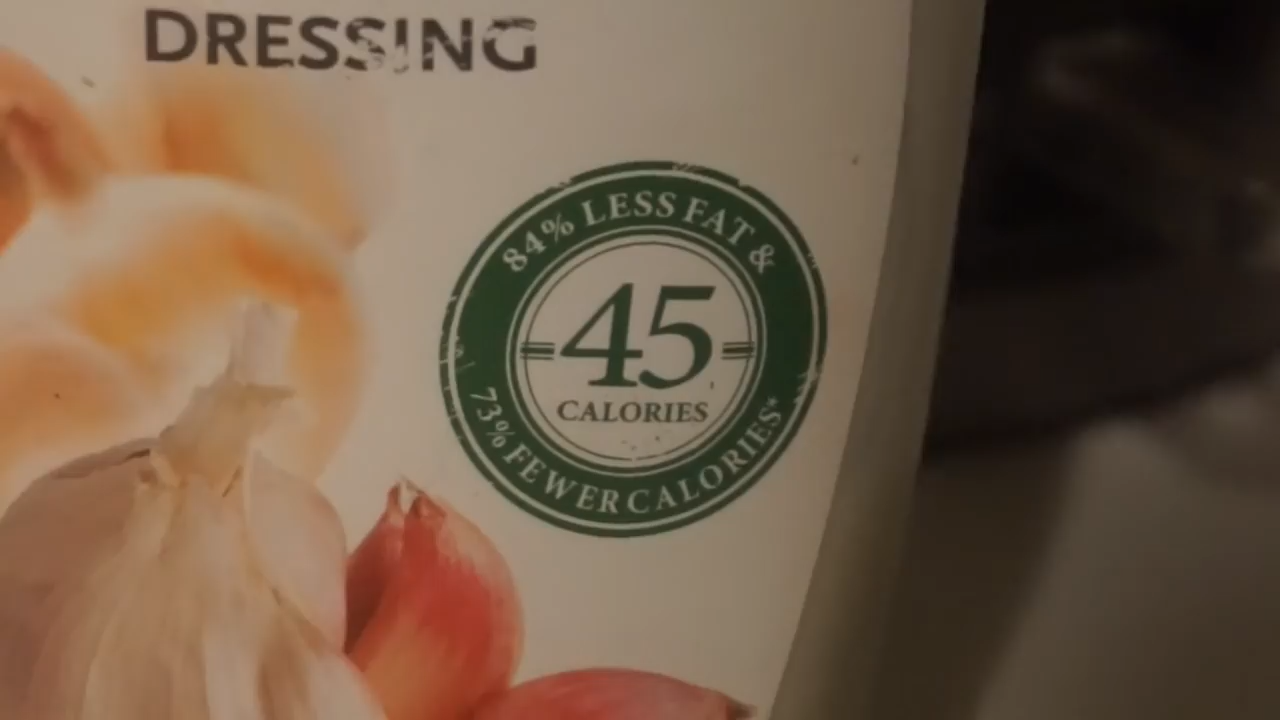 DRESSING
84% LESS FAT &
45
CALORIES
73% FEWER CALORIES*